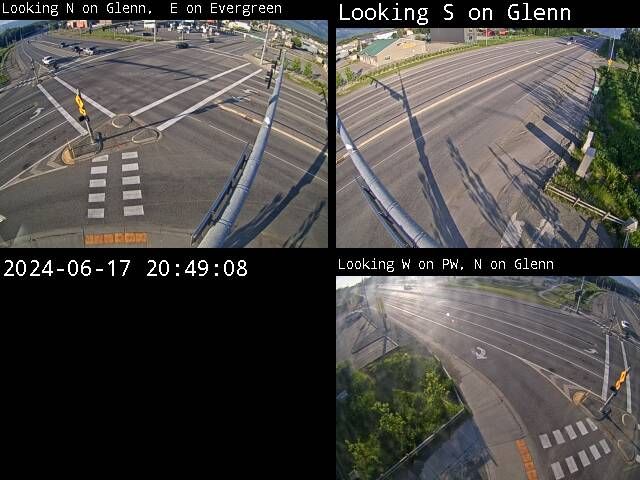 Looking N on Glenn,  E on Evergreen
Looking S on Glenn
2024-06-17 20:49:08
Looking W on PW, N on Glenn